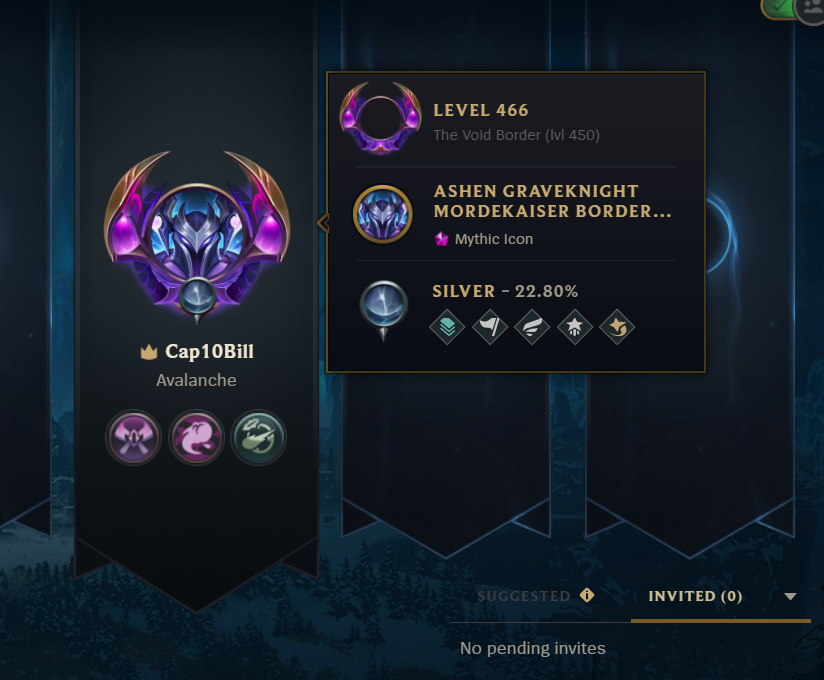 LEVEL 466
The Void Border (lvl 450)
ASHEN GRAVEKNIGHT
MORDEKAISER BORDER...
Mythic Icon
SILVER – 22.80%
Cap10Bill
Avalanche
SUGGESTED
INVITED (0)
No pending invites